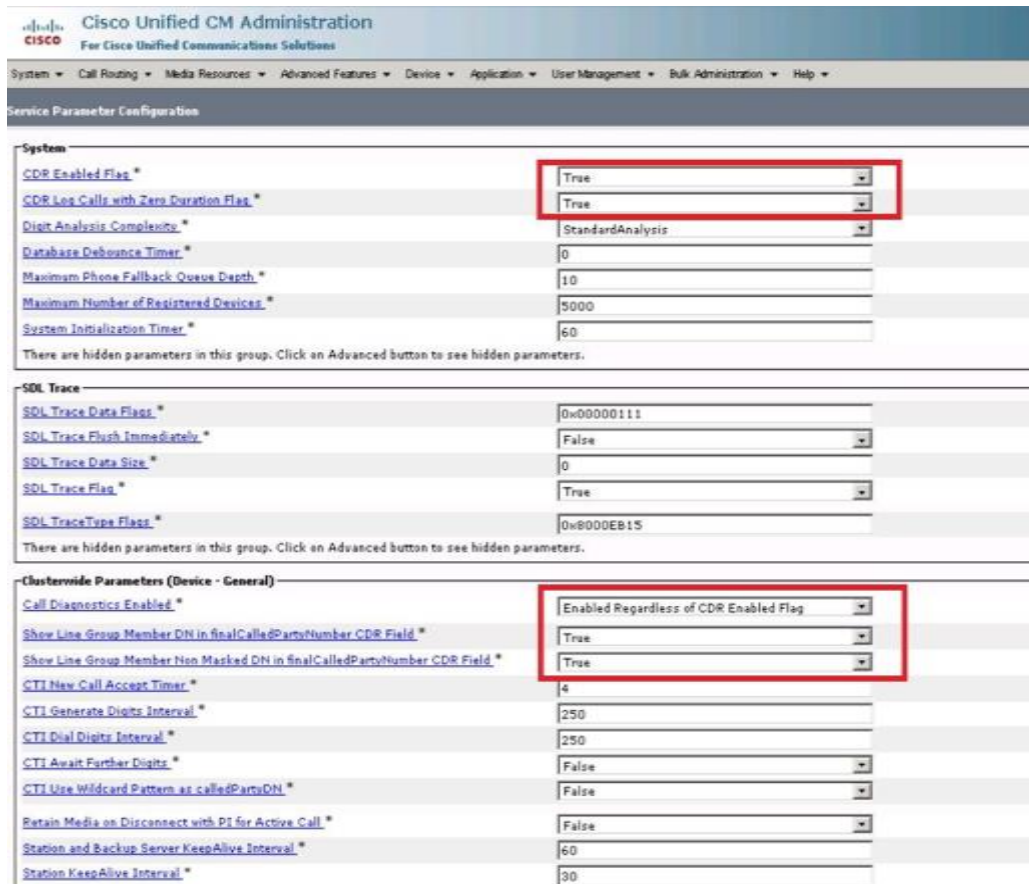 Cisco Unified CM Administration
CISCO
For Cisco Unified Communications Solutions
System Call Routing Media Resources Advanced Features Device Application User Management Bulk Administration Help
Service Parameter Configuration
System
CDR Enabled Flag * True
CDR Log Calls with Zero Duration Flag * True
Digit Analysis Complexity * StandardAnalysis
Database Debounce Timer * 0
Maximum Phone Fallback Queue Depth * 10
Maximum Number of Registered Devices * 5000
System Initialization Timer * 60
There are hidden parameters in this group. Click on Advanced button to see hidden parameters.
SDL Trace
SDL Trace Data Flags * 0x00000111
SDL Trace Flush Immediately * False
SDL Trace Data Size * 0
SDL Trace Flag * True
SDL TraceType Flags * 0x8000EB15
There are hidden parameters in this group. Click on Advanced button to see hidden parameters.
Clusterwide Parameters (Device - General)
Call Diagnostics Enabled * Enabled Regardless of CDR Enabled Flag
Show Line Group Member DN in finalCalledPartyNumber CDR Field * True
Show Line Group Member Non Masked DN in finalCalledPartyNumber CDR Field * True
CTI New Call Accept Timer * 4
CTI Generate Digits Interval * 250
CTI Dial Digits Interval * 250
CTI Await Further Digits * False
CTI Use Wildcard Pattern as calledPartyDN * False
Retain Media on Disconnect with PI for Active Call * False
Station and Backup Server KeepAlive Interval * 60
Station KeepAlive Interval * 30